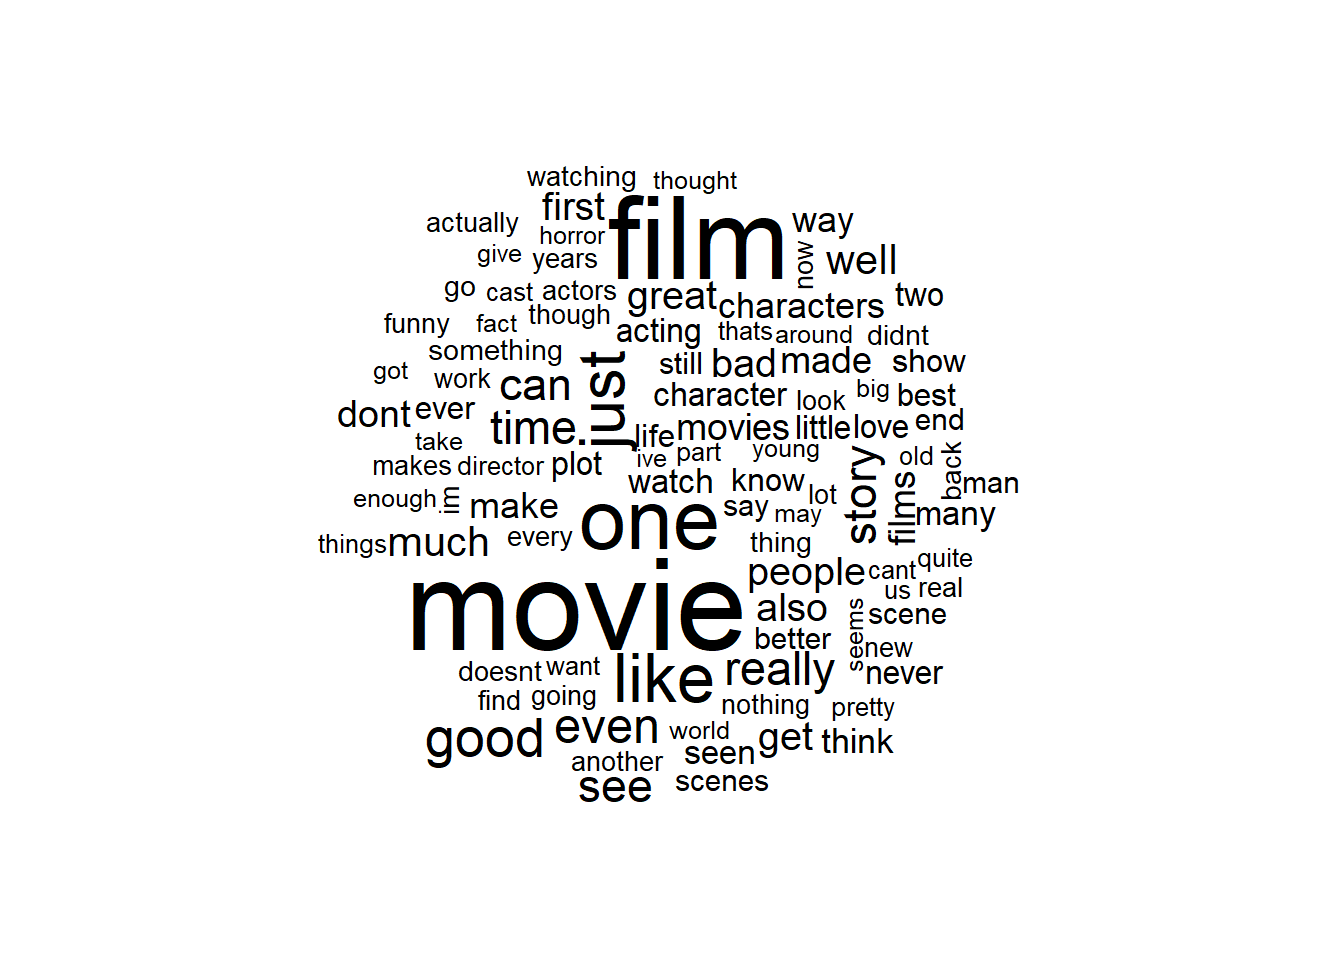 watching thought
first film way
actually horror now well
give years
go cast actors great characters two
funny fact though acting thats around didnt
something just still bad made show
got work can character look big best
dont ever time life movies little love end
take ive part young story old back
makes director plot watch know lot films man
enough im make one say may many
things much every thing
movie people cant quite
us real
also seems scene
better new
doesnt want like really never
find going nothing pretty
good even world get think
another seen
see scenes